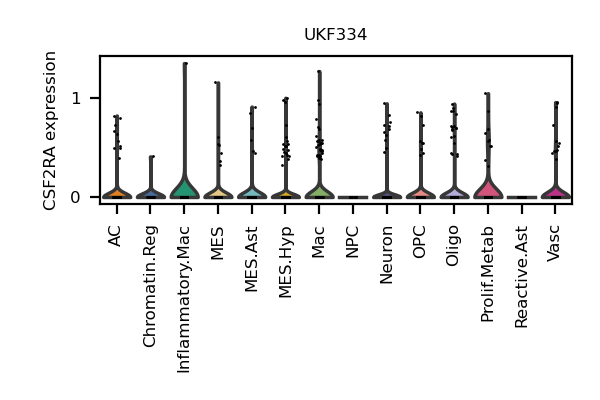 UKF334
CSF2RA expression
1
0
AC
Chromatin.Reg
Inflammatory.Mac
MES
MES.Ast
MES.Hyp
Mac
NPC
Neuron
OPC
Oligo
Prolif.Metab
Reactive.Ast
Vasc